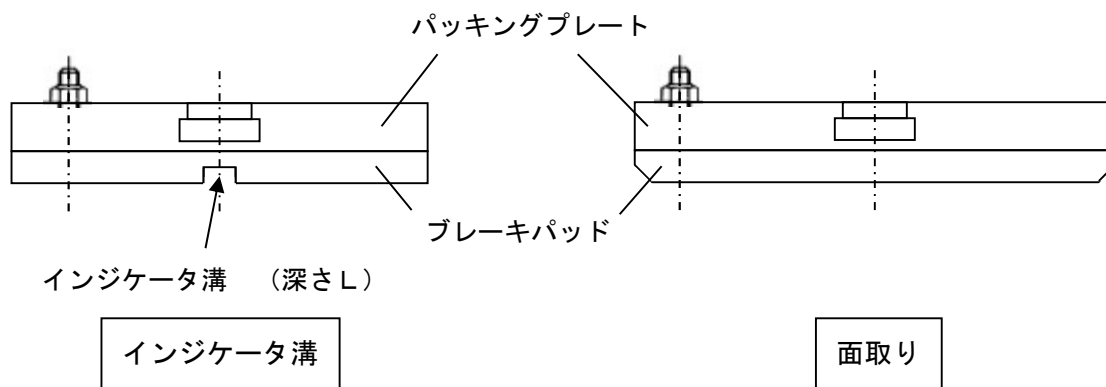 パッキングプレート
ブレーキパッド
インジケータ溝　（深さＬ）
インジケータ溝
面取り